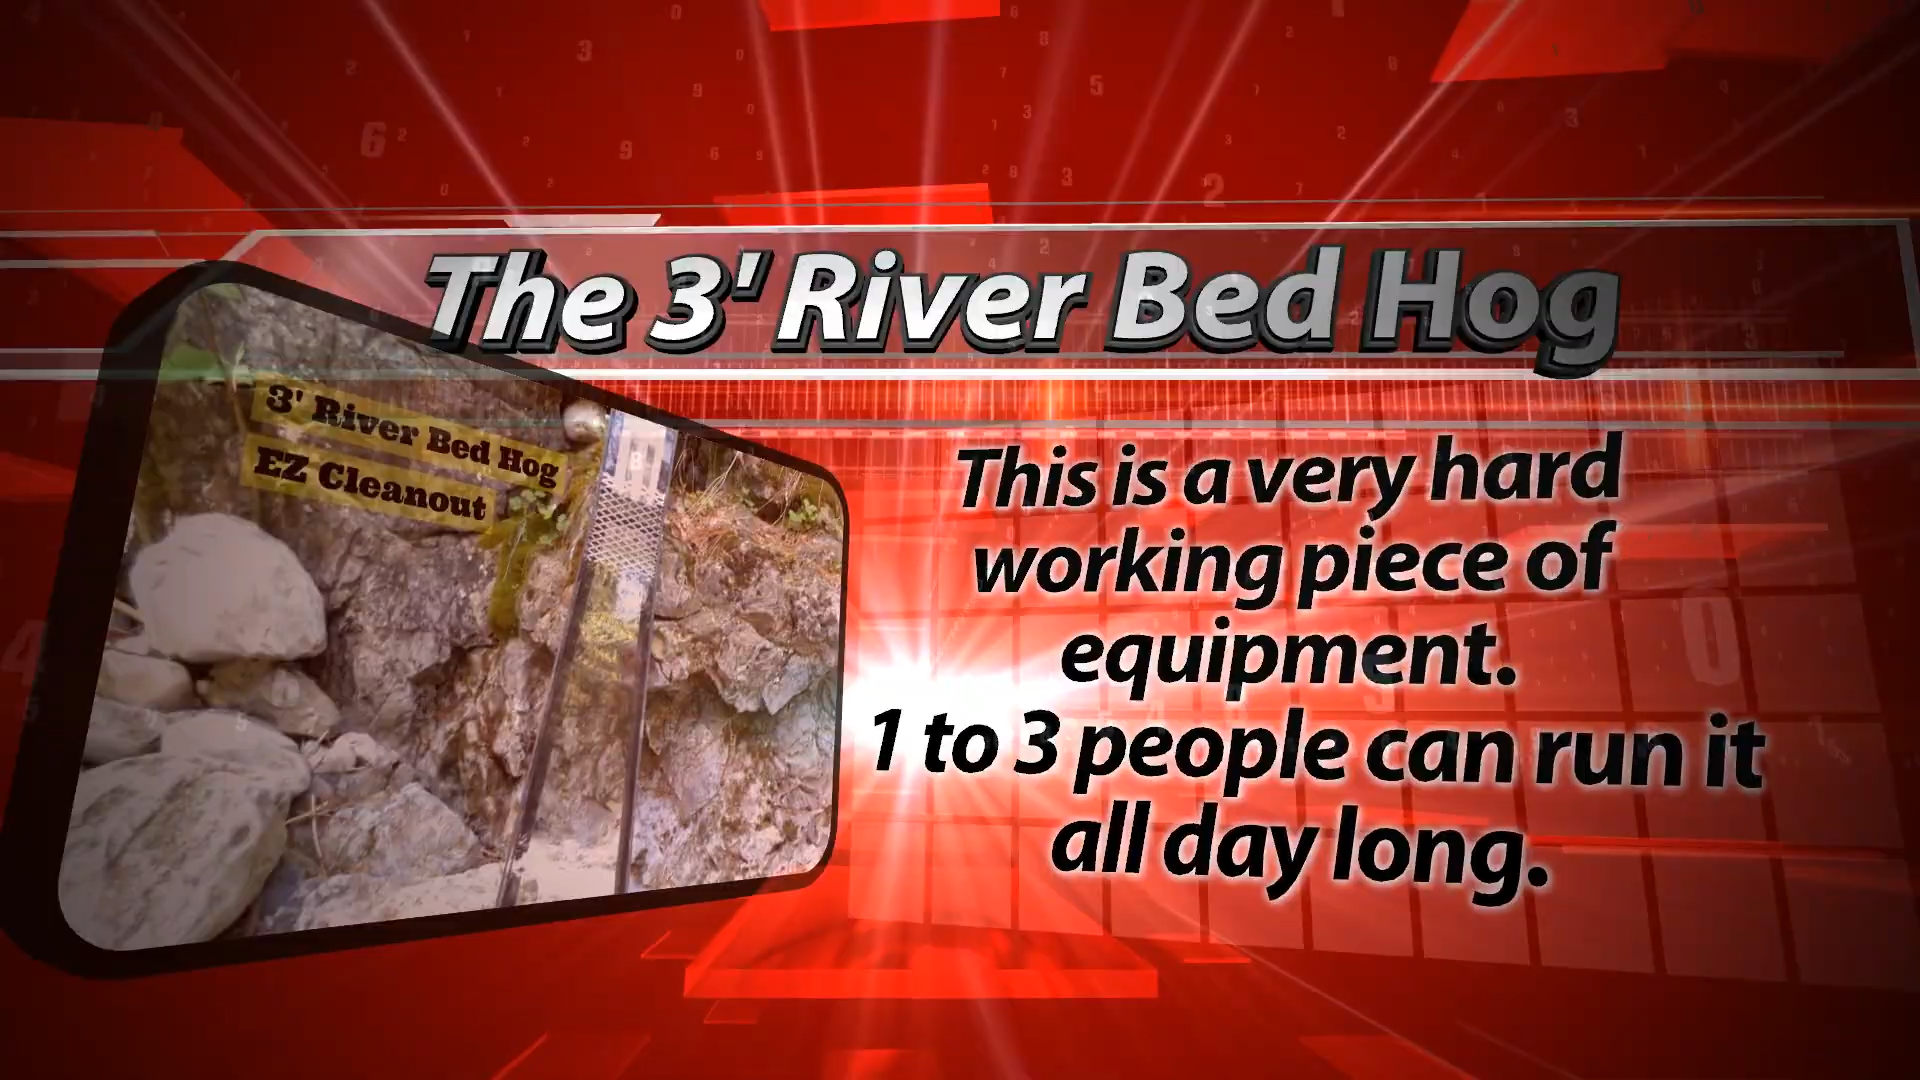 The 3' River Bed Hog
3' River Bed Hog
EZ Cleanout
This is a very hard
working piece of
equipment.
1 to 3 people can run it
all day long.